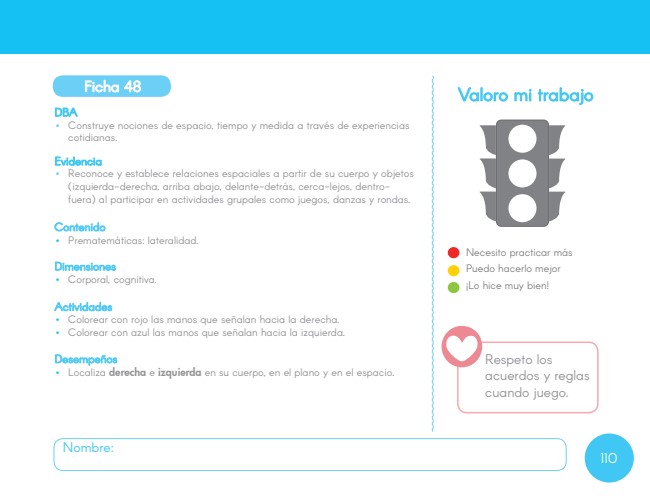 Ficha 48
DBA
• Construye nociones de espacio, tiempo y medida a través de experiencias
cotidianas.
Evidencia
• Reconoce y establece relaciones espaciales a partir de su cuerpo y objetos
(izquierda-derecha, arriba abajo, delante-detrás, cerca-lejos, dentro-
fuera) al participar en actividades grupales como juegos, danzas y rondas.
Contenido
• Prematemáticas: lateralidad.
Dimensiones
• Corporal, cognitiva.
Actividades
• Colorear con rojo las manos que señalan hacia la derecha.
• Colorear con azul las manos que señalan hacia la izquierda.
Desempeños
• Localiza derecha e izquierda en su cuerpo, en el plano y en el espacio.
Valoro mi trabajo
Necesito practicar más
Puedo hacerlo mejor
¡Lo hice muy bien!
Respeto los
acuerdos y reglas
cuando juego.
Nombre:
110